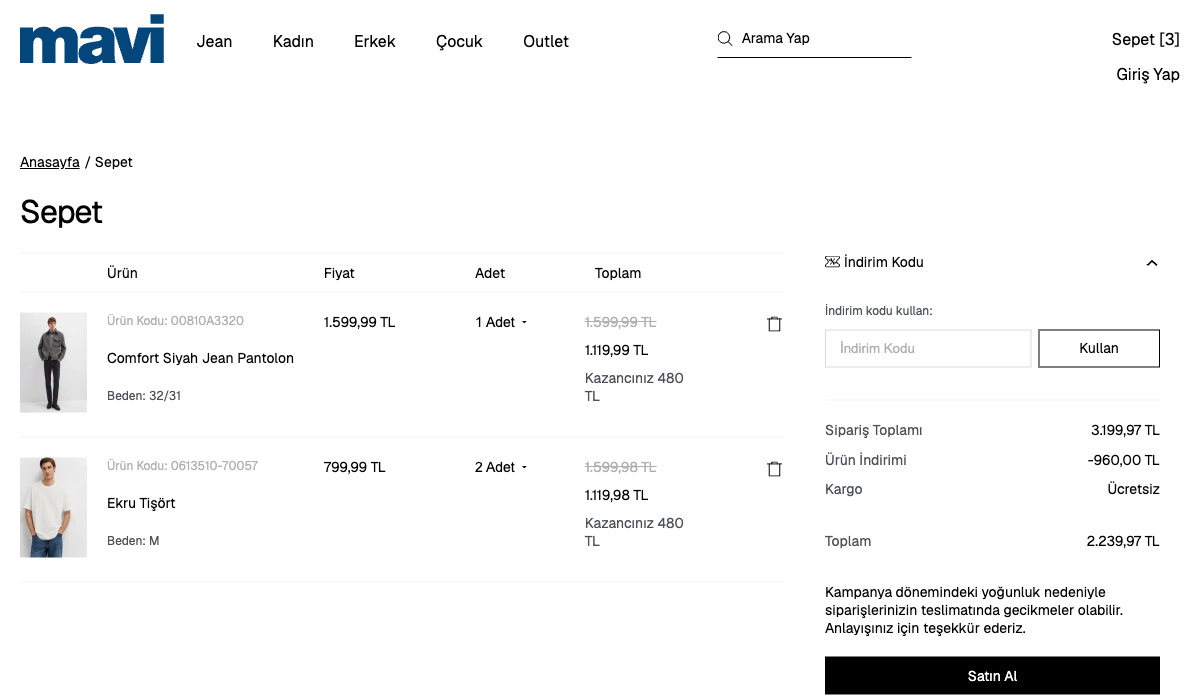 mavi
Jean Kadın Erkek Çocuk Outlet
Arama Yap
Sepet [3]
Giriş Yap
Anasayfa / Sepet
Sepet
Ürün Fiyat Adet Toplam
Ürün Kodu: 00810A3320
Comfort Siyah Jean Pantolon
Beden: 32/31
1.599,99 TL
1 Adet
1.599,99 TL
1.119,99 TL
Kazancınız 480
TL
Ürün Kodu: 0613510-70057
Ekru Tişört
Beden: M
799,99 TL
2 Adet
1.599,98 TL
1.119,98 TL
Kazancınız 480
TL
İndirim Kodu
İndirim kodu kullan:
İndirim Kodu
Kullan
Sipariş Toplamı 3.199,97 TL
Ürün İndirimi -960,00 TL
Kargo Ücretsiz
Toplam 2.239,97 TL
Kampanya dönemindeki yoğunluk nedeniyle
siparişlerinizin teslimatında gecikmeler olabilir.
Anlayışınız için teşekkür ederiz.
Satın Al